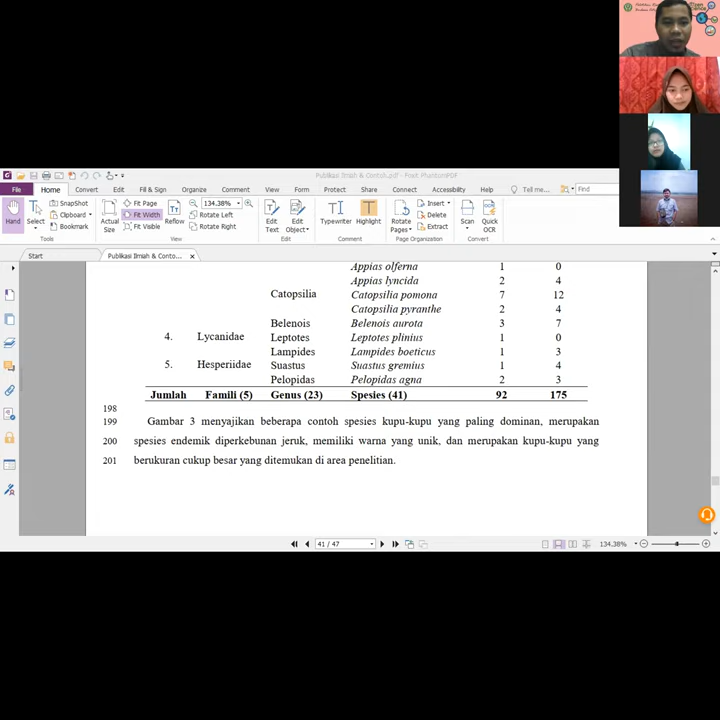 Publikasi Ilmiah & Contoh.pdf - Foxit PhantomPDF
File Home Convert Edit Fill & Sign Organize Comment View Form Protect Share Connect Accessibility Help Tell me... Find
Hand
Select
SnapShot
Clipboard
Bookmark
Actual Size
Fit Page
Fit Width
Fit Visible
Reflow
134.38%
Rotate Left
Rotate Right
Edit Text
Edit Object
Typewriter
Highlight
Rotate Pages
Insert
Delete
Extract
Scan
Quick OCR
Tools View Edit Comment Page Organization Convert
Start Publikasi Ilmiah & Conto...
Appias olferna 1 0
Appias lyncida 2 4
Catopsilia Catopsilia pomona 7 12
Catopsilia pyranthe 2 4
Belenois Belenois aurota 3 7
4. Lycanidae Leptotes Leptotes plinius 1 0
Lampides Lampides boeticus 1 3
5. Hesperiidae Suastus Suastus gremius 1 4
Pelopidas Pelopidas agna 2 3
Jumlah Famili (5) Genus (23) Spesies (41) 92 175
198
199 Gambar 3 menyajikan beberapa contoh spesies kupu-kupu yang paling dominan, merupakan
200 spesies endemik diperkebunan jeruk, memiliki warna yang unik, dan merupakan kupu-kupu yang
201 berukuran cukup besar yang ditemukan di area penelitian.
41 / 47
134.38%